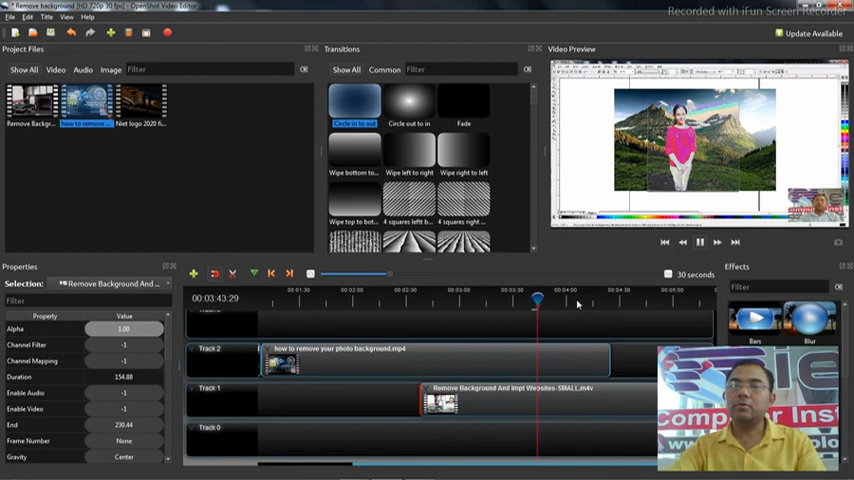 * Remove background [HD 720p 30 fps] - OpenShot Video Editor
Recorded with iFun Screen Recorder
File Edit Title View Help
Update Available
Project Files
Transitions
Video Preview
Show All Video Audio Image Filter
Show All Common Filter
Remove Backgr...
how to remove...
Niet logo 2020 fi...
Circle in to out
Circle out to in
Fade
Wipe bottom to...
Wipe left to right
Wipe right to left
Wipe top to bot...
4 squares left b...
4 squares right ...
Properties
Selection: Remove Background And ...
Filter
Property Value
Alpha 1.00
Channel Filter -1
Channel Mapping -1
Duration 154.88
Enable Audio -1
Enable Video -1
End 230.44
Frame Number None
Gravity Center
30 seconds
00:03:43:29
00:01:30 00:02:00 00:02:30 00:03:00 00:03:30 00:04:00 00:04:30 00:05:00
Track 2
how to remove your photo background.mp4
Track 1
Remove Background And Impt Websites-SMALL.m4v
Track 0
Effects
Filter
Bars
Blur
Computer Inst